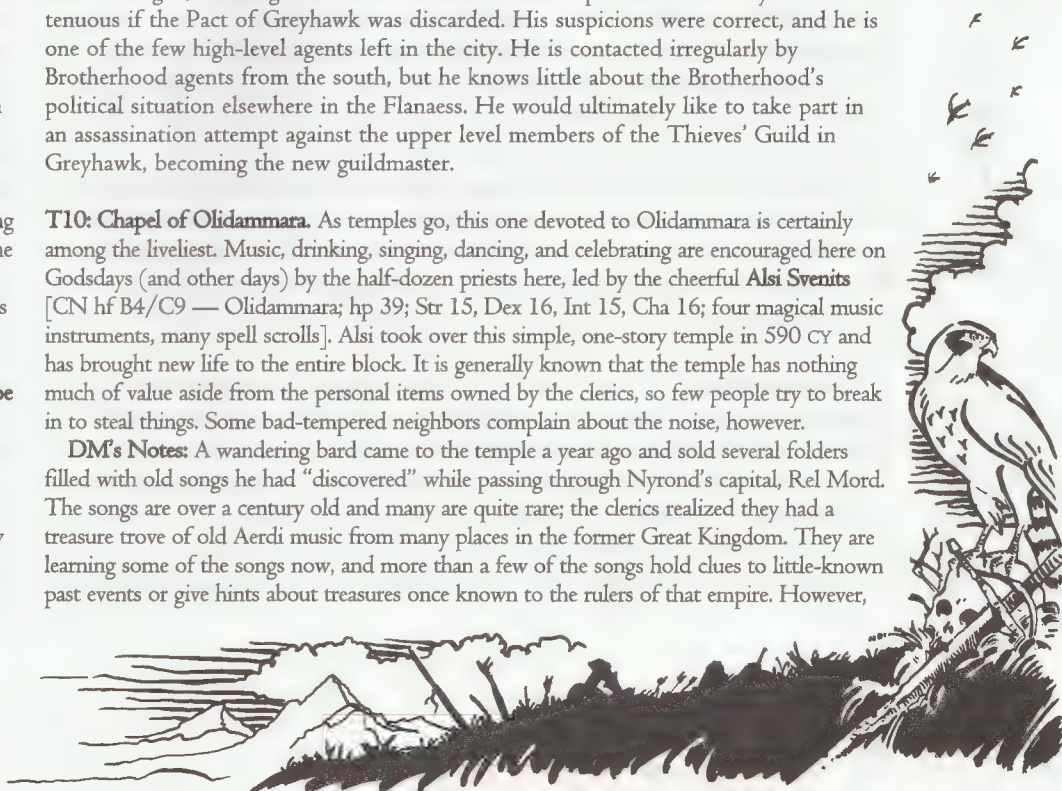 tenuous if the Pact of Greyhawk was discarded. His suspicions were correct, and he is
one of the few high-level agents left in the city. He is contacted irregularly by
Brotherhood agents from the south, but he knows little about the Brotherhood's
political situation elsewhere in the Flanaess. He would ultimately like to take part in
an assassination attempt against the upper level members of the Thieves' Guild in
Greyhawk, becoming the new guildmaster.
T10: Chapel of Olidammara. As temples go, this one devoted to Olidammara is certainly
among the liveliest. Music, drinking, singing, dancing, and celebrating are encouraged here on
Godsdays (and other days) by the half-dozen priests here, led by the cheerful Alsi Svenits
[CN hf B4/C9 — Olidammara; hp 39; Str 15, Dex 16, Int 15, Cha 16; four magical music
instruments, many spell scrolls]. Alsi took over this simple, one-story temple in 590 CY and
has brought new life to the entire block. It is generally known that the temple has nothing
much of value aside from the personal items owned by the clerics, so few people try to break
in to steal things. Some bad-tempered neighbors complain about the noise, however.
DM's Notes: A wandering bard came to the temple a year ago and sold several folders
filled with old songs he had "discovered" while passing through Nyrond's capital, Rel Mord.
The songs are over a century old and many are quite rare; the clerics realized they had a
treasure trove of old Aerdi music from many places in the former Great Kingdom. They are
learning some of the songs now, and more than a few of the songs hold clues to little-known
past events or give hints about treasures once known to the rulers of that empire. However,